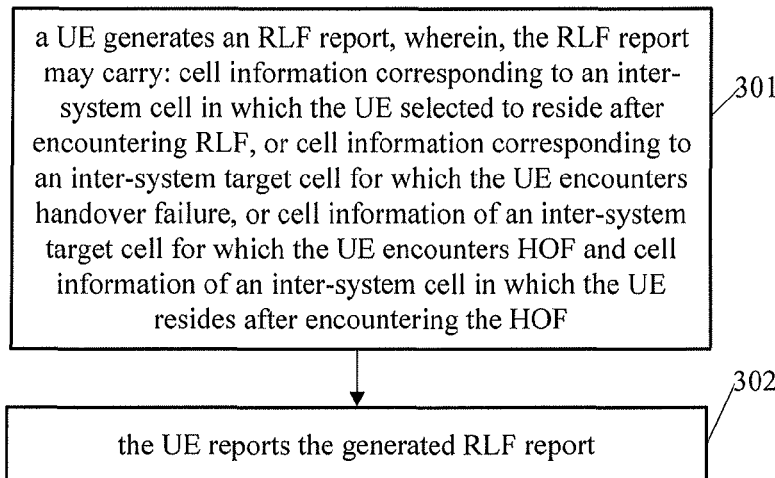 a UE generates an RLF report, wherein, the RLF report
may carry: cell information corresponding to an inter-
system cell in which the UE selected to reside after
encountering RLF, or cell information corresponding to
an inter-system target cell for which the UE encounters
handover failure, or cell information of an inter-system
target cell for which the UE encounters HOF and cell
information of an inter-system cell in which the UE
resides after encountering the HOF
301
302
the UE reports the generated RLF report